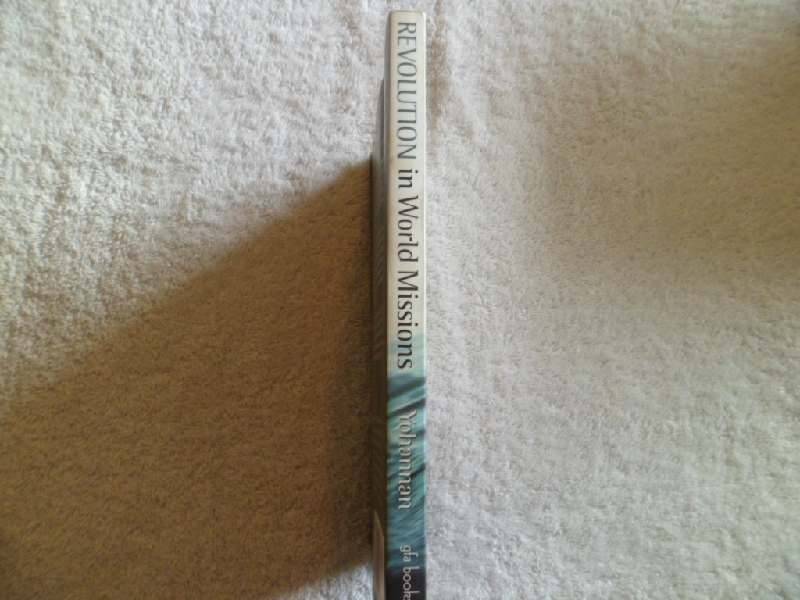 REVOLUTION in World Missions
Yohannan
gfa books